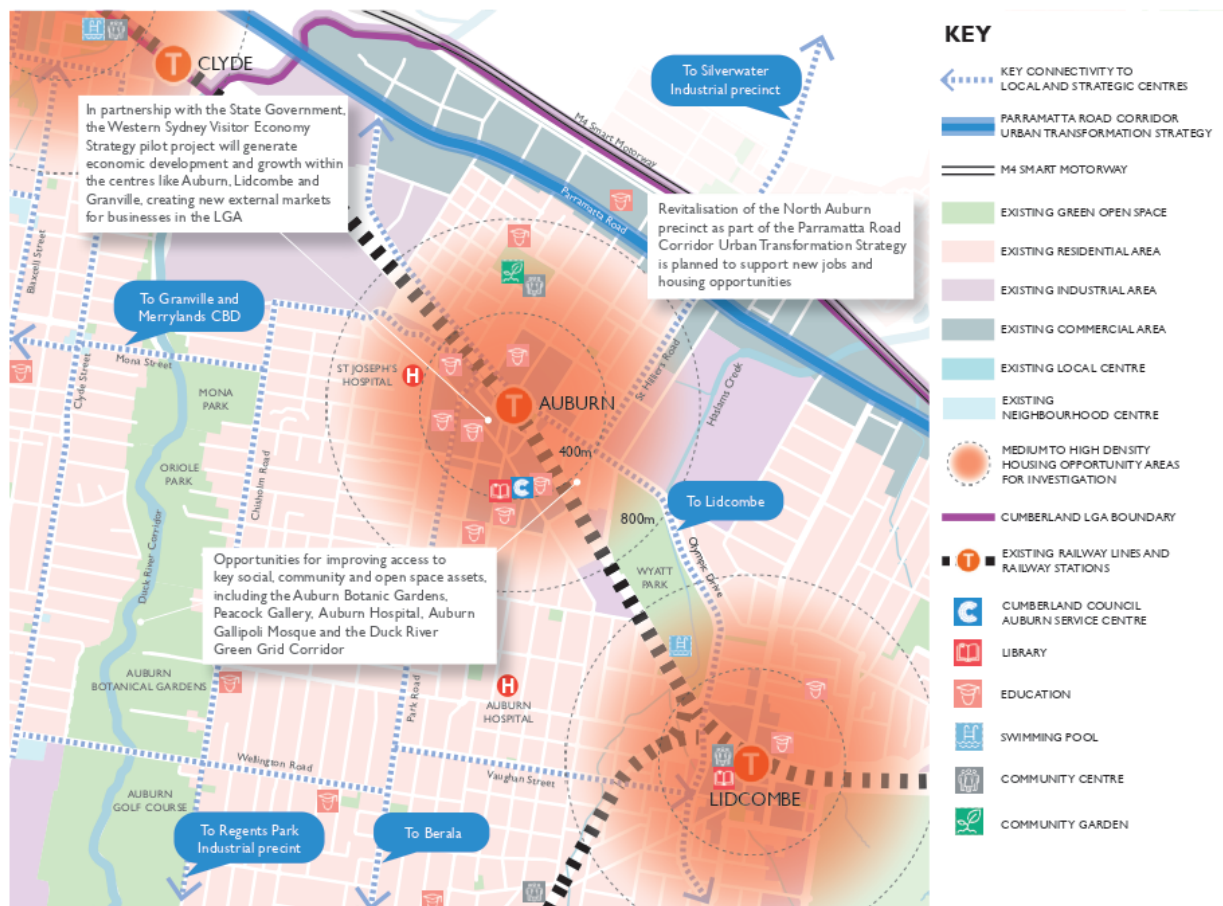 CLYDE
In partnership with the State Government,
the Western Sydney Visitor Economy
Strategy pilot project will generate
economic development and growth within
the centres like Auburn, Lidcombe and
Granville, creating new external markets
for businesses in the LGA
To Silverwater
Industrial precinct
M4 Smart Motorway
Parramatta Road
Revitalisation of the North Auburn
precinct as part of the Parramatta Road
Corridor Urban Transformation Strategy
is planned to support new jobs and
housing opportunities
Blaxcell Street
To Granville and
Merrylands CBD
Mona Street
Clyde Street
MONA
PARK
ST JOSEPH'S
HOSPITAL
H
T
AUBURN
St Hillier's Road
Haslams Creek
400m
ORIOLE
PARK
Chisholm Road
To Lidcombe
800m
Olympic Drive
WYATT
PARK
Duck River Corridor
Opportunities for improving access to
key social, community and open space assets,
including the Auburn Botanic Gardens,
Peacock Gallery, Auburn Hospital, Auburn
Gallipoli Mosque and the Duck River
Green Grid Corridor
AUBURN
BOTANICAL GARDENS
Park Road
H
AUBURN
HOSPITAL
Wellington Road
Vaughan Street
T
LIDCOMBE
AUBURN
GOLF COURSE
To Regents Park
Industrial precint
To Berala
T
KEY
KEY CONNECTIVITY TO
LOCAL AND STRATEGIC CENTRES
PARRAMATTA ROAD CORRIDOR
URBAN TRANSFORMATION STRATEGY
M4 SMART MOTORWAY
EXISTING GREEN OPEN SPACE
EXISTING RESIDENTIAL AREA
EXISTING INDUSTRIAL AREA
EXISTING COMMERCIAL AREA
EXISTING LOCAL CENTRE
EXISTING
NEIGHBOURHOOD CENTRE
MEDIUM TO HIGH DENSITY
HOUSING OPPORTUNITY AREAS
FOR INVESTIGATION
CUMBERLAND LGA BOUNDARY
T
EXISTING RAILWAY LINES AND
RAILWAY STATIONS
CUMBERLAND COUNCIL
AUBURN SERVICE CENTRE
LIBRARY
EDUCATION
SWIMMING POOL
COMMUNITY CENTRE
COMMUNITY GARDEN